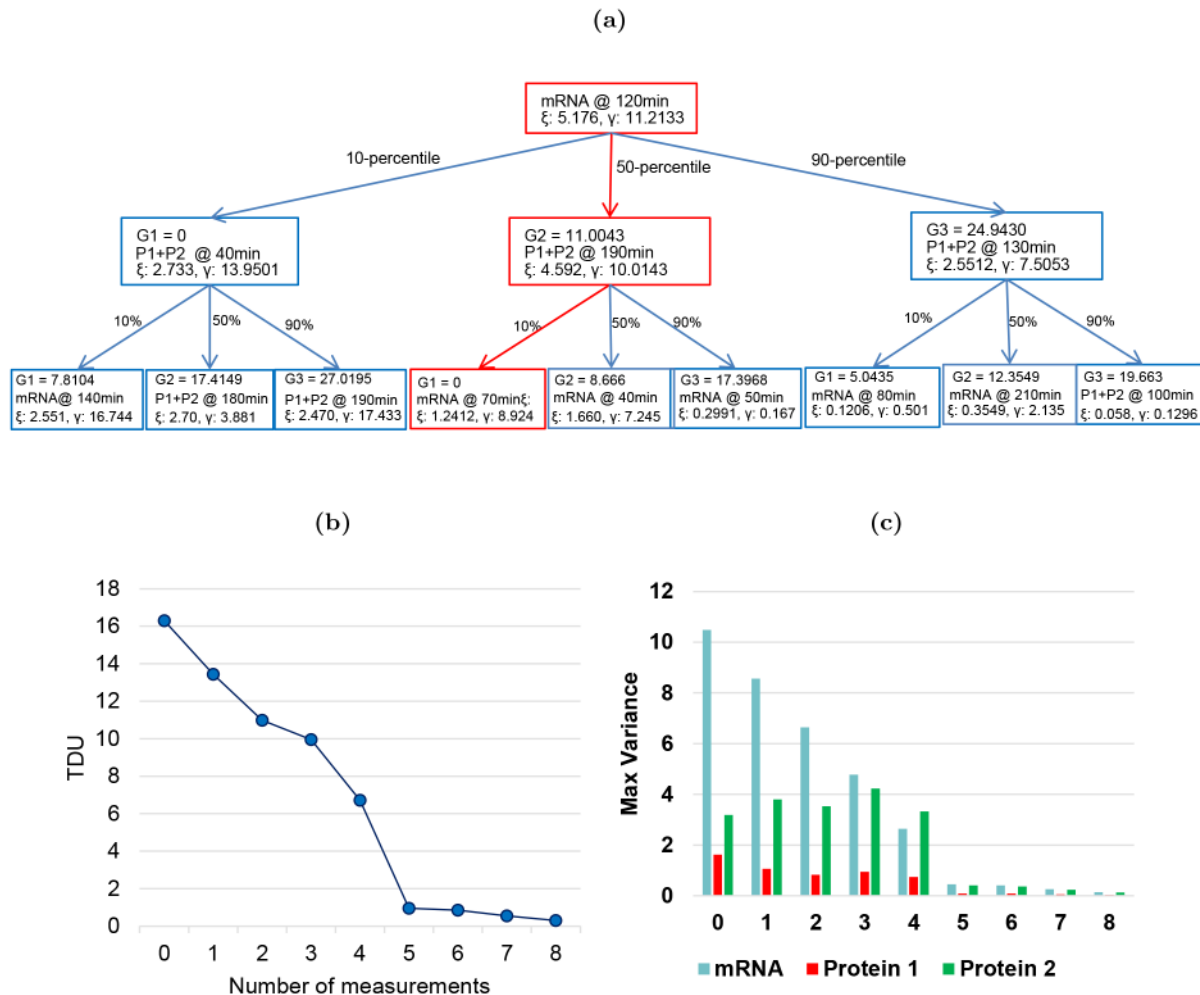 (a)
mRNA @ 120min
ξ: 5.176, γ: 11.2133
10-percentile
50-percentile
90-percentile
G1 = 0
P1+P2 @ 40min
ξ: 2.733, γ: 13.9501
G2 = 11.0043
P1+P2 @ 190min
ξ: 4.592, γ: 10.0143
G3 = 24.9430
P1+P2 @ 130min
ξ: 2.5512, γ: 7.5053
10%
50%
90%
10%
50%
90%
10%
50%
90%
G1 = 7.8104
mRNA@ 140min
ξ: 2.551, γ: 16.744
G2 = 17.4149
P1+P2 @ 180min
ξ: 2.70, γ: 3.881
G3 = 27.0195
P1+P2 @ 190min
ξ: 2.470, γ: 17.433
G1 = 0
mRNA @ 70minξ:
ξ: 1.2412, γ: 8.924
G2 = 8.666
mRNA @ 40min
ξ: 1.660, γ: 7.245
G3 = 17.3968
mRNA @ 50min
ξ: 0.2991, γ: 0.167
G1 = 5.0435
mRNA @ 80min
ξ: 0.1206, γ: 0.501
G2 = 12.3549
mRNA @ 210min
ξ: 0.3549, γ: 2.135
G3 = 19.663
P1+P2 @ 100min
ξ: 0.058, γ: 0.1296
(b)
18
16
14
12
10
8
6
4
2
0
TDU
0 1 2 3 4 5 6 7 8
Number of measurements
(c)
12
10
8
6
4
2
0
Max Variance
0 1 2 3 4 5 6 7 8
mRNA Protein 1 Protein 2